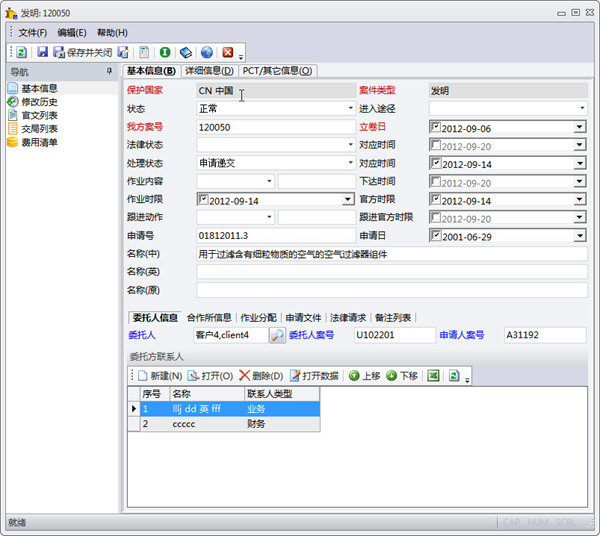 发明: 120050
文件(F) 编辑(E) 帮助(H)
保存并关闭
导航
基本信息
修改历史
官文列表
交局列表
费用清单
基本信息(B) 详细信息(D) PCT/其它信息(O)
保护国家 CN 中国 案件类型 发明
状态 正常 进入途径
我方案号 120050 立卷日 2012-09-06
法律状态 对应时间 2012-09-20
处理状态 申请递交 对应时间 2012-09-14
作业内容 下达时间 2012-09-20
作业时限 2012-09-14 官方时限 2012-09-14
跟进动作 跟进官方时限 2012-09-20
申请号 01812011.3 申请日 2001-06-29
名称(中) 用于过滤含有细粒物质的空气的空气过滤器组件
名称(英)
名称(原)
委托人信息 合作所信息 作业分配 申请文件 法律请求 备注列表
委托人 客户4,client4 委托人案号 U102201 申请人案号 A31192
委托方联系人
新建(N) 打开(O) 删除(D) 打开数据 上移 下移
序号 名称 联系人类型
1 lllj dd 英 fff 业务
2 ccccc 财务
就绪 CAP NUM SCRL